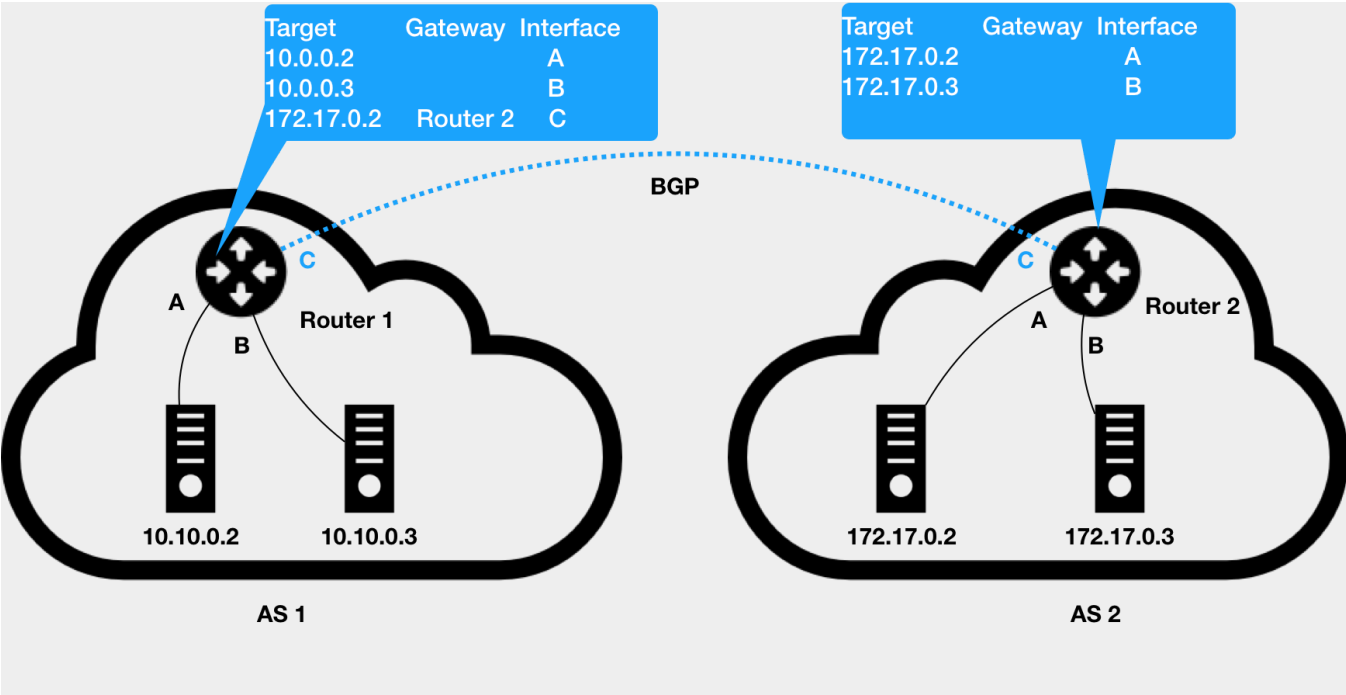 Target Gateway Interface
10.0.0.2 A
10.0.0.3 B
172.17.0.2 Router 2 C
Target Gateway Interface
172.17.0.2 A
172.17.0.3 B
BGP
C
A
Router 1
B
10.10.0.2
10.10.0.3
AS 1
C
A
Router 2
B
172.17.0.2
172.17.0.3
AS 2